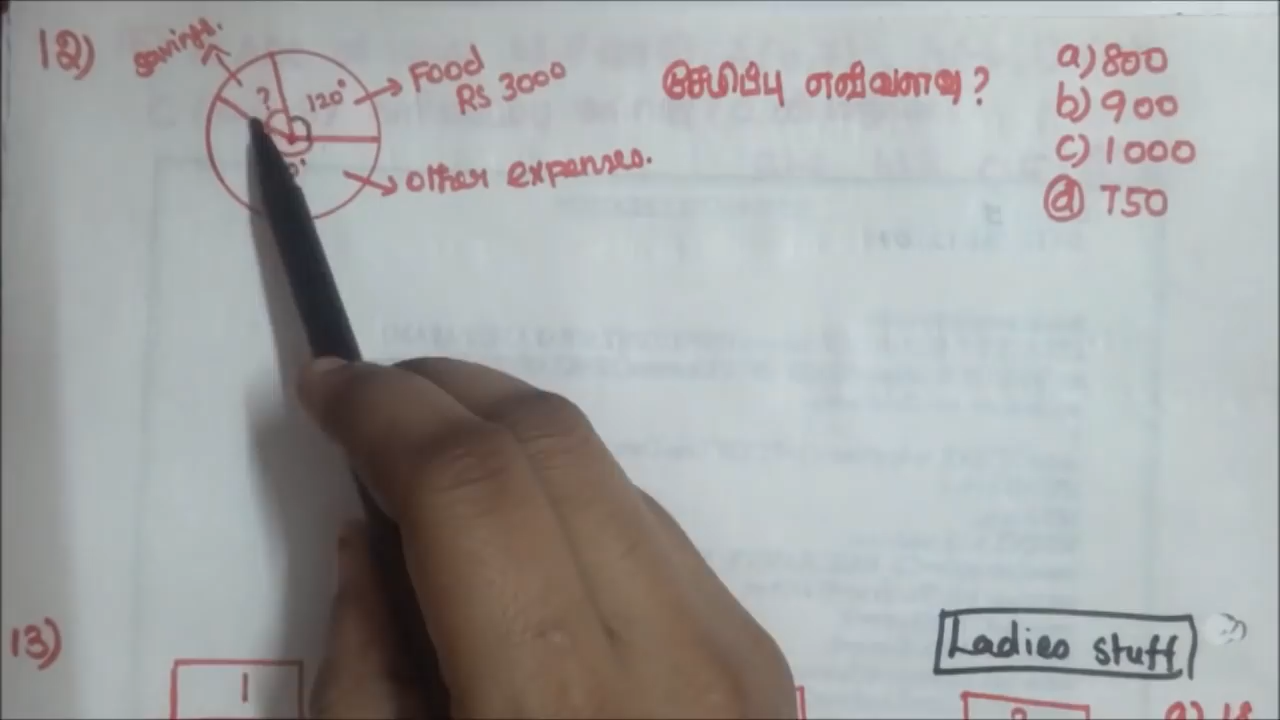 12)
savings.
?
120°
Food
RS 3000
other expenses.
சேமிப்பு எவ்வளவு?
a) 800
b) 900
c) 1000
d) 750
13)
1
Ladies stuff